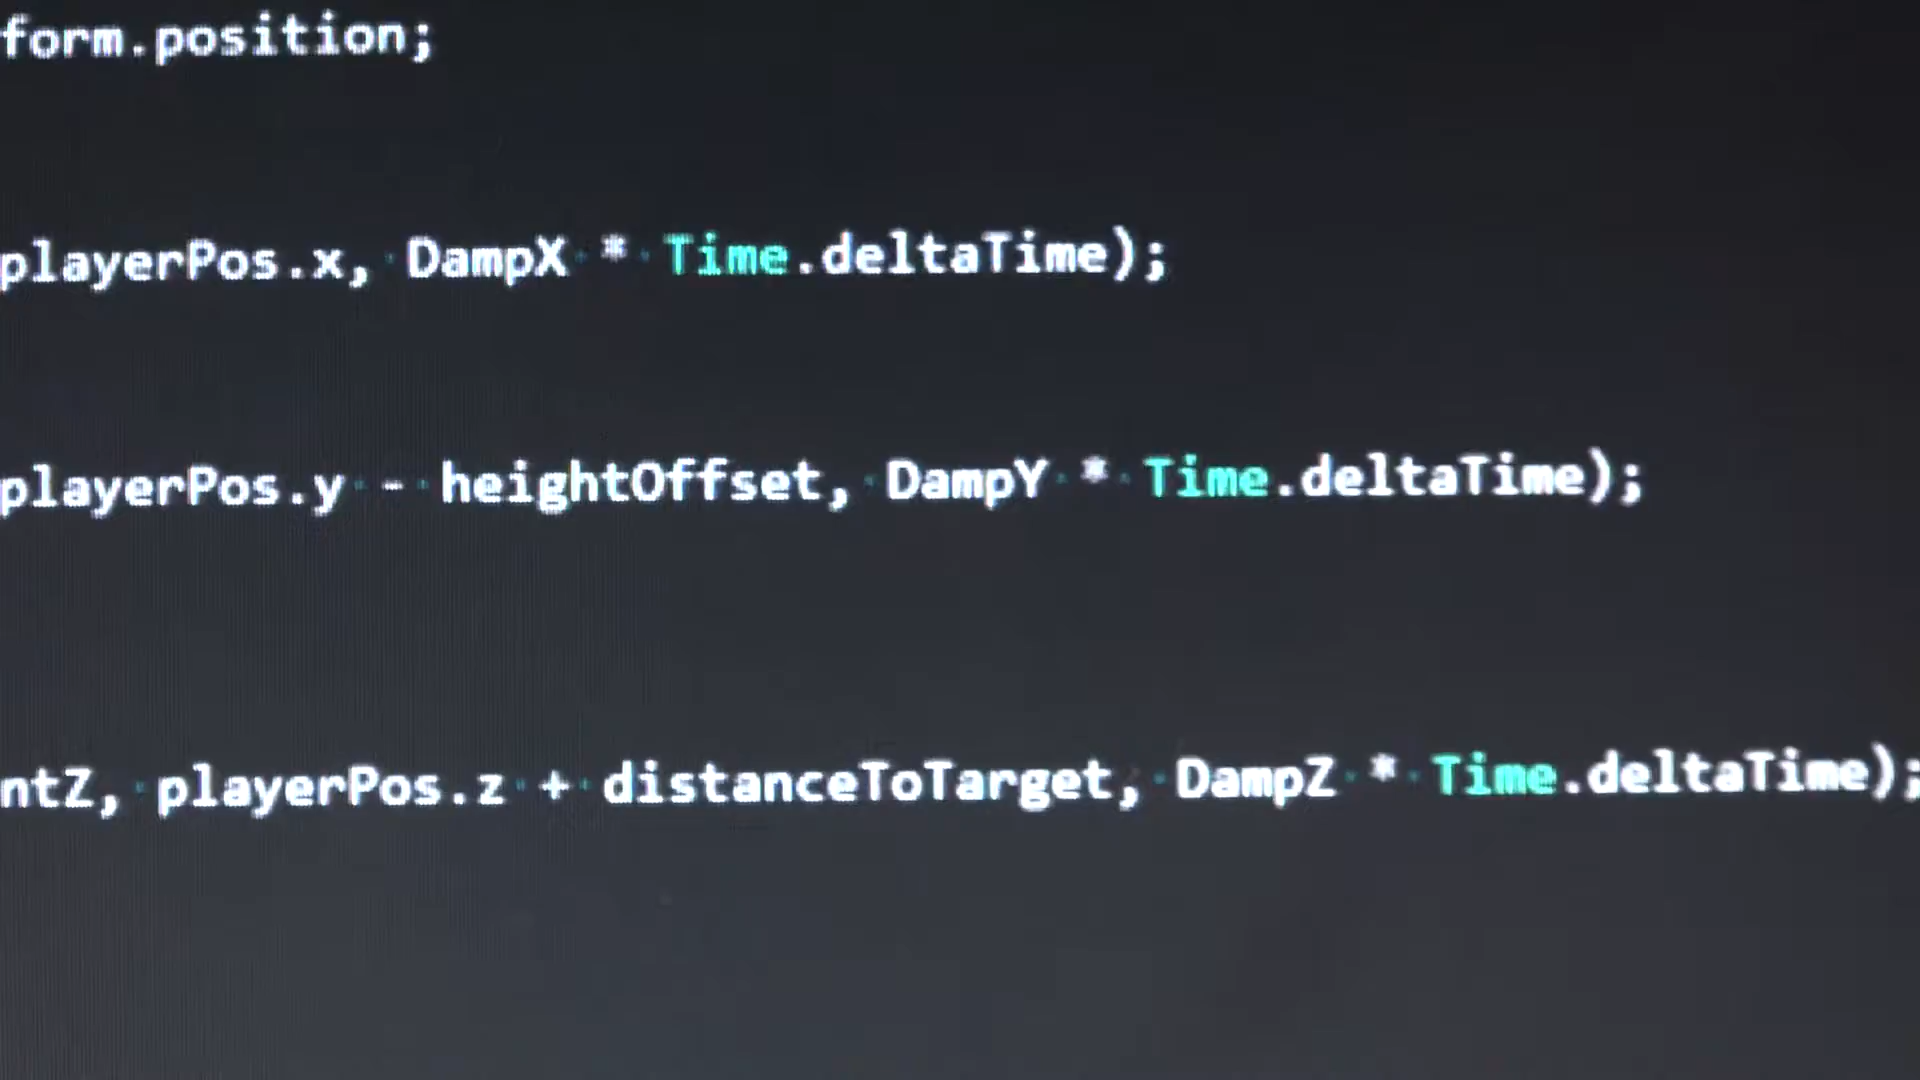 form.position;
playerPos.x, DampX * Time.deltaTime);
playerPos.y - heightOffset, DampY * Time.deltaTime);
ntZ, playerPos.z + distanceToTarget, DampZ * Time.deltaTime);